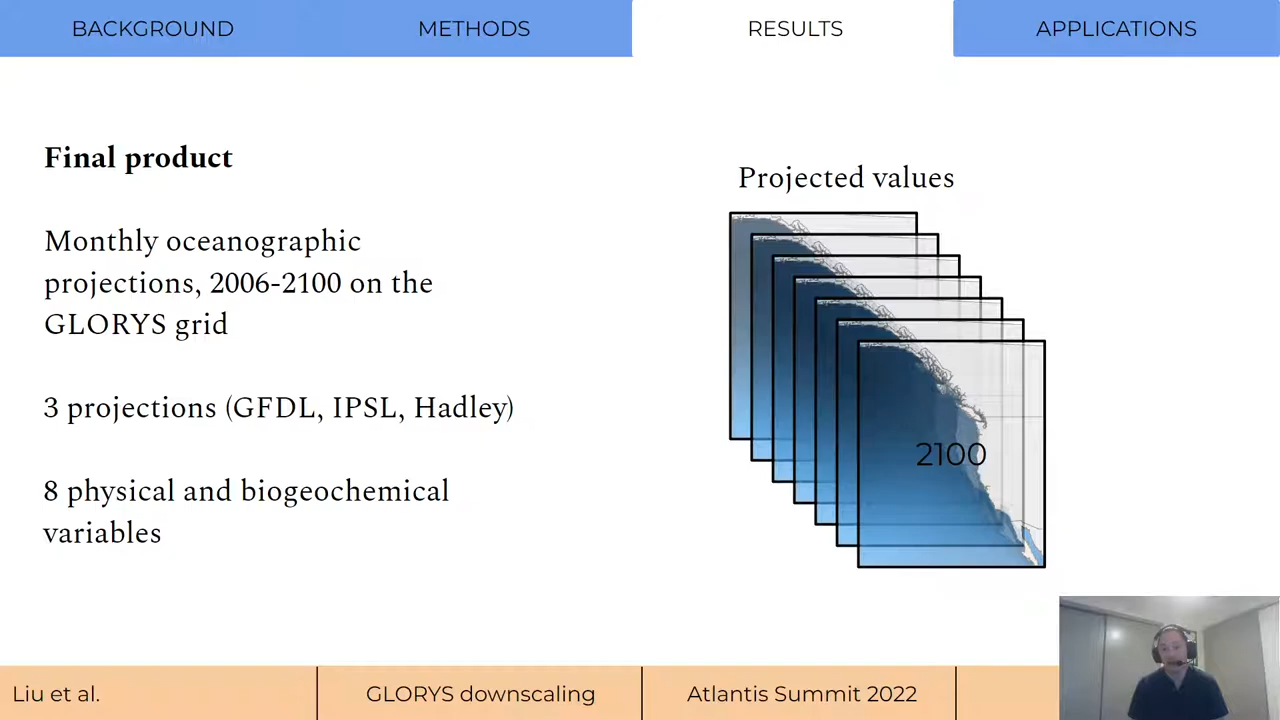 BACKGROUND
METHODS
RESULTS
APPLICATIONS
Final product
Monthly oceanographic
projections, 2006-2100 on the
GLORYS grid
3 projections (GFDL, IPSL, Hadley)
8 physical and biogeochemical
variables
Projected values
2100
Liu et al.
GLORYS downscaling
Atlantis Summit 2022